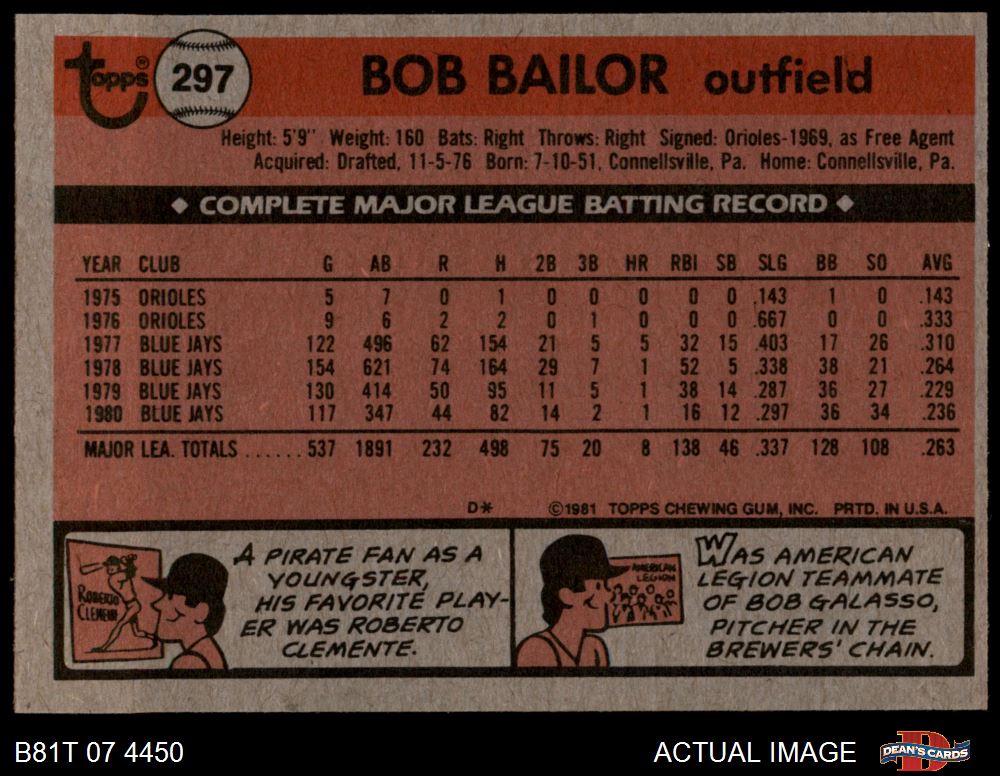 topps®
297
BOB BAILOR outfield
Height: 5'9" Weight: 160 Bats: Right Throws: Right Signed: Orioles-1969, as Free Agent
Acquired: Drafted, 11-5-76 Born: 7-10-51, Connellsville, Pa. Home: Connellsville, Pa.
◆ COMPLETE MAJOR LEAGUE BATTING RECORD ◆
YEAR CLUB G AB R H 2B 3B HR RBI SB SLG BB SO AVG
1975 ORIOLES 5 7 0 1 0 0 0 0 0 .143 1 0 .143
1976 ORIOLES 9 6 2 2 0 1 0 0 0 .667 0 0 .333
1977 BLUE JAYS 122 496 62 154 21 5 5 32 15 .403 17 26 .310
1978 BLUE JAYS 154 621 74 164 29 7 1 52 5 .338 38 21 .264
1979 BLUE JAYS 130 414 50 95 11 5 1 38 14 .287 36 27 .229
1980 BLUE JAYS 117 347 44 82 14 2 1 16 12 .297 36 34 .236
MAJOR LEA. TOTALS ...... 537 1891 232 498 75 20 8 138 46 .337 128 108 .263
D* ©1981 TOPPS CHEWING GUM, INC. PRTD. IN U.S.A.
ROBERTO
CLEMENTE
A PIRATE FAN AS A
YOUNGSTER,
HIS FAVORITE PLAY-
ER WAS ROBERTO
CLEMENTE.
AMERICAN
LEGION
WAS AMERICAN
LEGION TEAMMATE
OF BOB GALASSO,
PITCHER IN THE
BREWERS' CHAIN.
B81T 07 4450
ACTUAL IMAGE
D
DEAN'S CARDS